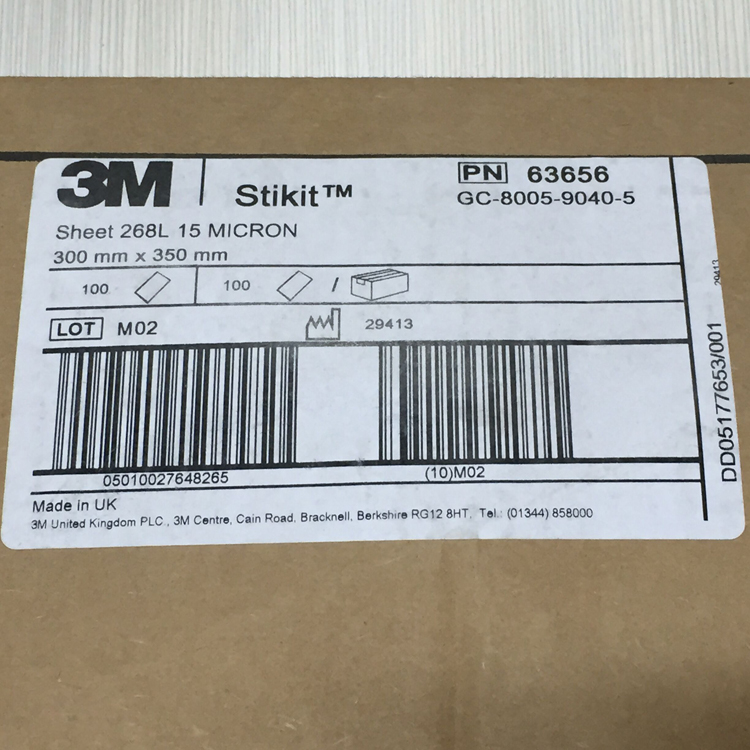 3M
Stikit™
PN 63656
GC-8005-9040-5
Sheet 268L 15 MICRON
300 mm x 350 mm
100
100 /
LOT M02
29413
05010027648265
(10)M02
Made in UK
3M United Kingdom PLC., 3M Centre, Cain Road, Bracknell, Berkshire RG12 8HT, Tel.: (01344) 858000
DD05177653/001
29413